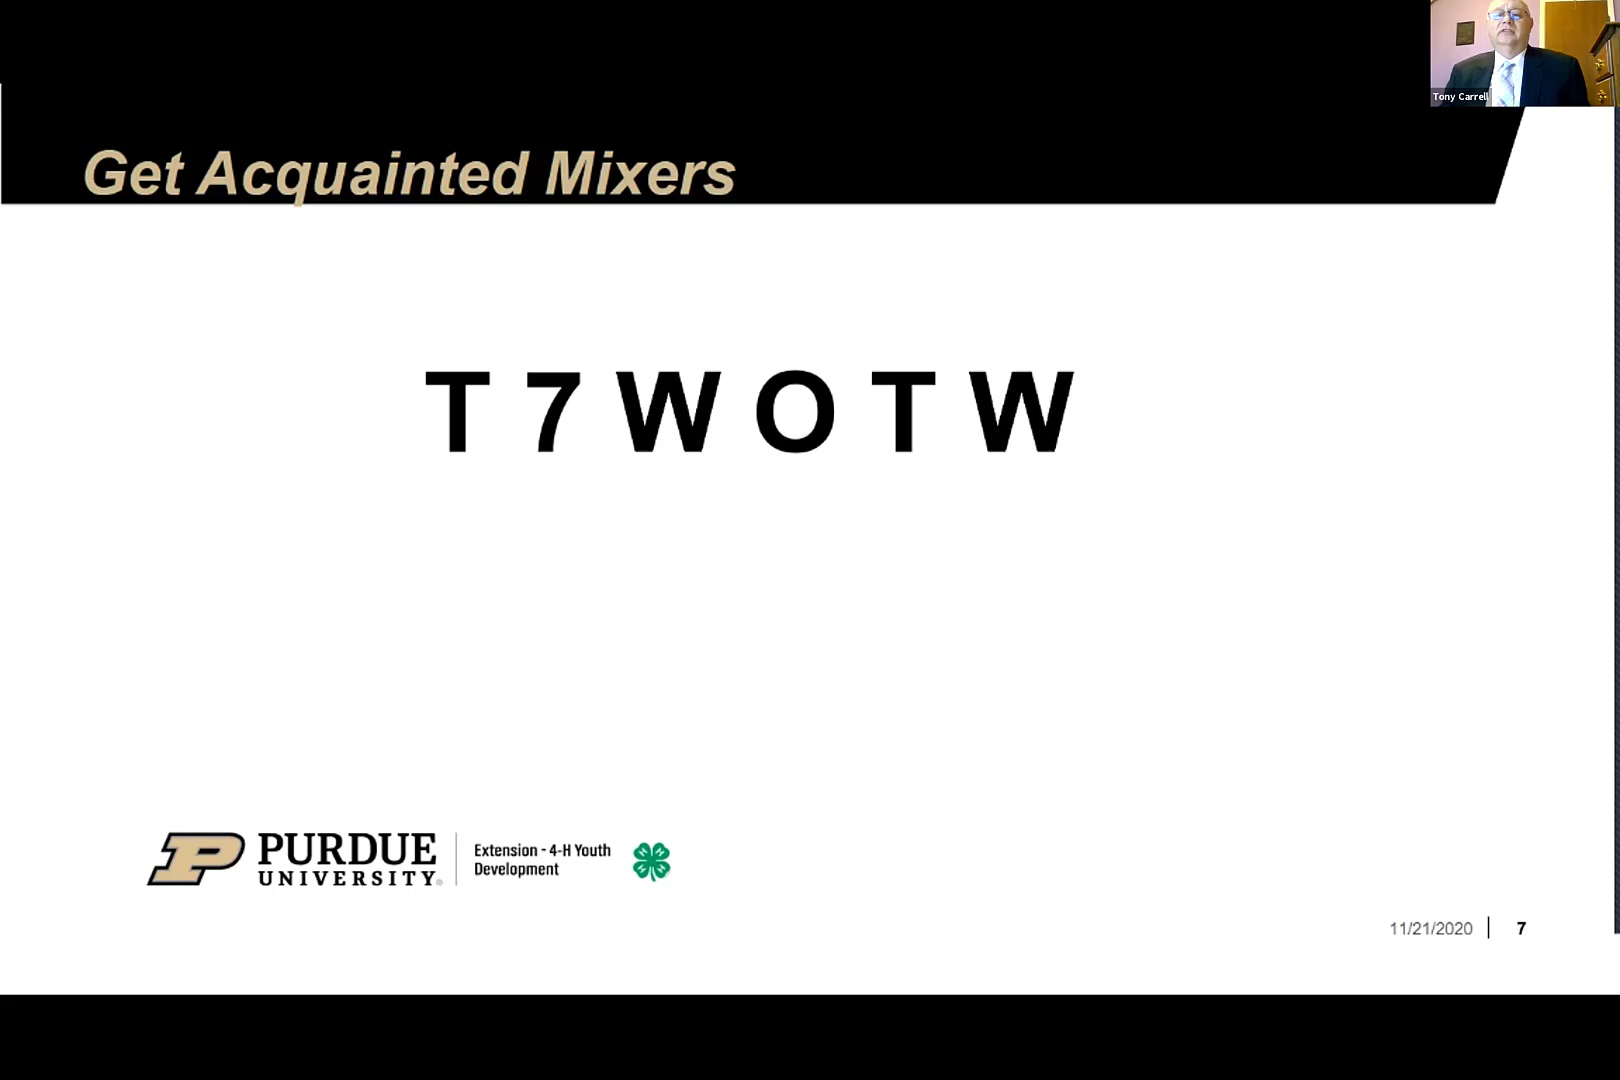 Tony Carrell
Get Acquainted Mixers
T 7 W O T W
PURDUE
UNIVERSITY®
Extension - 4-H Youth
Development
H H H H
11/21/2020
7